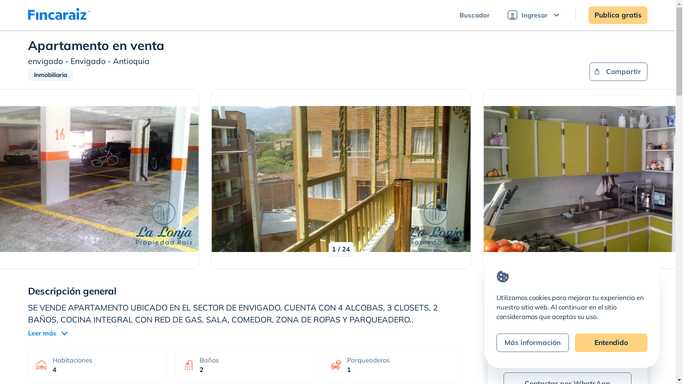 Fincaraiz
Buscador
Ingresar
Publica gratis
Apartamento en venta
envigado - Envigado - Antioquia
Inmobiliaria
Compartir
16
La Lonja
Propiedad Raíz
La Lonja
1 / 24
Descripción general
SE VENDE APARTAMENTO UBICADO EN EL SECTOR DE ENVIGADO, CUENTA CON 4 ALCOBAS, 3 CLOSETS, 2
BAÑOS, COCINA INTEGRAL CON RED DE GAS, SALA, COMEDOR, ZONA DE ROPAS Y PARQUEADERO..
Leer más
Habitaciones
4
Baños
2
Parqueaderos
1
Utilizamos cookies para mejorar tu experiencia en
nuestro sitio web. Al continuar en el sitio
consideramos que aceptas su uso.
Más información
Entendido
Contactar por WhatsApp